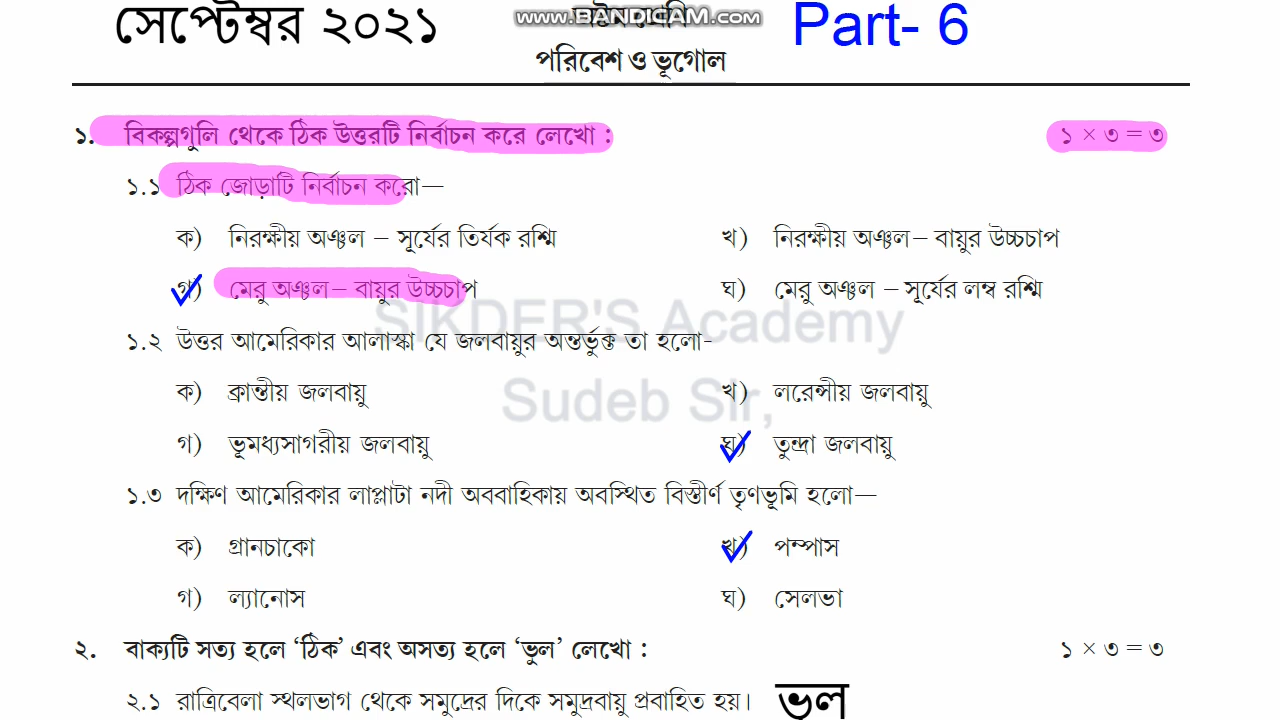 সেপ্টেম্বর ২০২১
www.BANDICAM.com
Part- 6
পরিবেশ ও ভূগোল
১. বিকল্পগুলি থেকে ঠিক উত্তরটি নির্বাচন করে লেখো : ১ × ৩ = ৩
১.১ ঠিক জোড়াটি নির্বাচন করো—
ক) নিরক্ষীয় অঞ্চল – সূর্যের তির্যক রশ্মি খ) নিরক্ষীয় অঞ্চল– বায়ুর উচ্চচাপ
গ) মেরু অঞ্চল– বায়ুর উচ্চচাপ ঘ) মেরু অঞ্চল – সূর্যের লম্ব রশ্মি
SIKDER'S Academy
১.২ উত্তর আমেরিকার আলাস্কা যে জলবায়ুর অন্তর্ভুক্ত তা হলো-
ক) ক্রান্তীয় জলবায়ু খ) লরেন্সীয় জলবায়ু
Sudeb Sir,
গ) ভূমধ্যসাগরীয় জলবায়ু ঘ) তুন্দ্রা জলবায়ু
১.৩ দক্ষিণ আমেরিকার লাপ্লাটা নদী অববাহিকায় অবস্থিত বিস্তীর্ণ তৃণভূমি হলো—
ক) গ্রানচাকো খ) পম্পাস
গ) ল্যানোস ঘ) সেলভা
২. বাক্যটি সত্য হলে ‘ঠিক’ এবং অসত্য হলে ‘ভুল’ লেখো : ১ × ৩ = ৩
২.১ রাত্রিবেলা স্থলভাগ থেকে সমুদ্রের দিকে সমুদ্রবায়ু প্রবাহিত হয়। ভুল